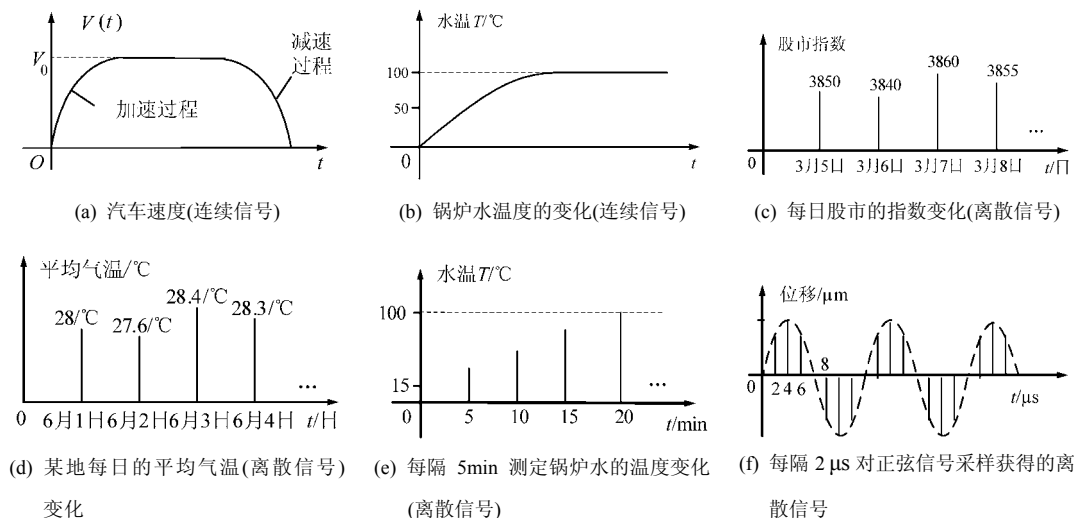 V(t)
V₀
加速过程
减速过程
O
t
(a) 汽车速度(连续信号)
水温T/℃
100
50
0
t
(b) 锅炉水温度的变化(连续信号)
股市指数
3850
3840
3860
3855
...
0
3月5日 3月6日 3月7日 3月8日 t/日
(c) 每日股市的指数变化(离散信号)
平均气温/℃
28/℃
27.6/℃
28.4/℃
28.3/℃
...
0 6月1日 6月2日 6月3日 6月4日 t/日
(d) 某地每日的平均气温(离散信号)
变化
水温T/℃
100
15
...
0 5 10 15 20 t/min
(e) 每隔 5min 测定锅炉水的温度变化
(离散信号)
位移/μm
8
0 2 4 6
t/μs
(f) 每隔 2 μs 对正弦信号采样获得的离
散信号